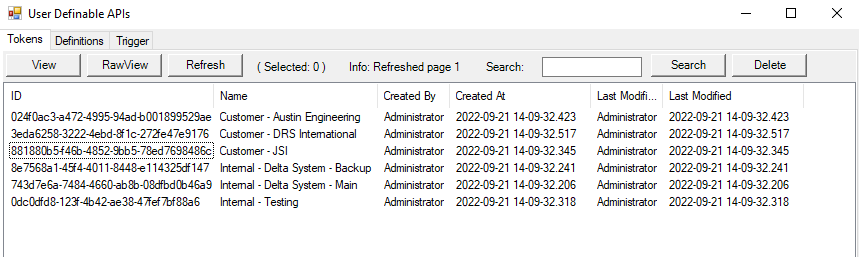 User Definable APIs
Tokens Definitions Trigger
View RawView Refresh ( Selected: 0 ) Info: Refreshed page 1 Search: Search Delete
ID Name Created By Created At Last Modifi... Last Modified
024f0ac3-a472-4995-94ad-b001899529ae Customer - Austin Engineering Administrator 2022-09-21 14-09-32.423 Administrator 2022-09-21 14-09-32.423
3eda6258-3222-4ebd-8f1c-272fe47e9176 Customer - DRS International Administrator 2022-09-21 14-09-32.517 Administrator 2022-09-21 14-09-32.517
881880b5-f46b-4852-9bb5-78ed7698486c Customer - JSI Administrator 2022-09-21 14-09-32.345 Administrator 2022-09-21 14-09-32.345
8e7568a1-45f4-4011-8448-e114325df147 Internal - Delta System - Backup Administrator 2022-09-21 14-09-32.241 Administrator 2022-09-21 14-09-32.241
743d7e6a-7484-4660-ab8b-08dfbd0b46a9 Internal - Delta System - Main Administrator 2022-09-21 14-09-32.206 Administrator 2022-09-21 14-09-32.206
0dc0dfd8-123f-4b42-ae38-47fef7bf88a6 Internal - Testing Administrator 2022-09-21 14-09-32.318 Administrator 2022-09-21 14-09-32.318